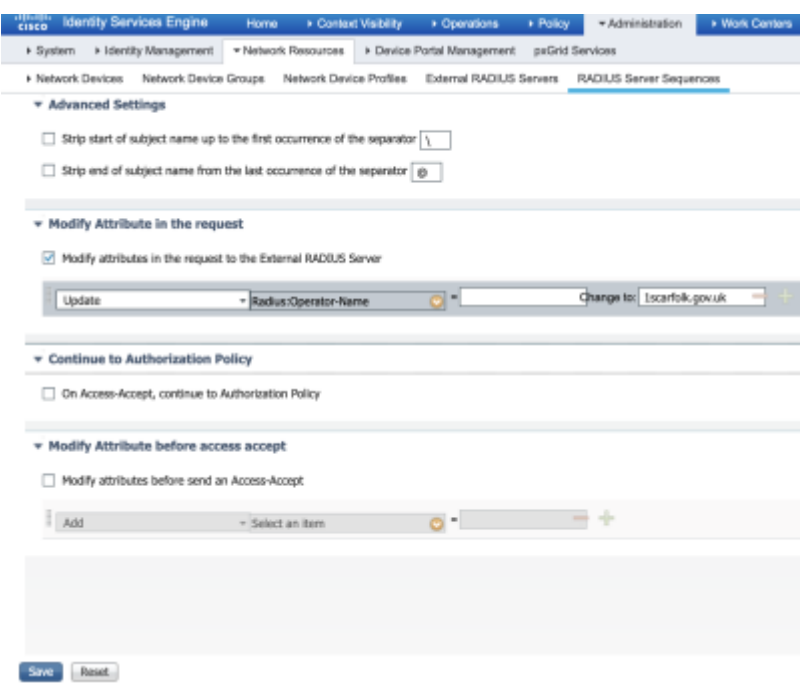 CISCO Identity Services Engine Home Context Visibility Operations Policy Administration Work Centers
System Identity Management Network Resources Device Portal Management pxGrid Services
Network Devices Network Device Groups Network Device Profiles External RADIUS Servers RADIUS Server Sequences
Advanced Settings
Strip start of subject name up to the first occurrence of the separator \
Strip end of subject name from the last occurrence of the separator @
Modify Attribute in the request
Modify attributes in the request to the External RADIUS Server
Update Radius:Operator-Name = Change to: 1scarfolk.gov.uk
Continue to Authorization Policy
On Access-Accept, continue to Authorization Policy
Modify Attribute before access accept
Modify attributes before send an Access-Accept
Add Select an item =
Save Reset